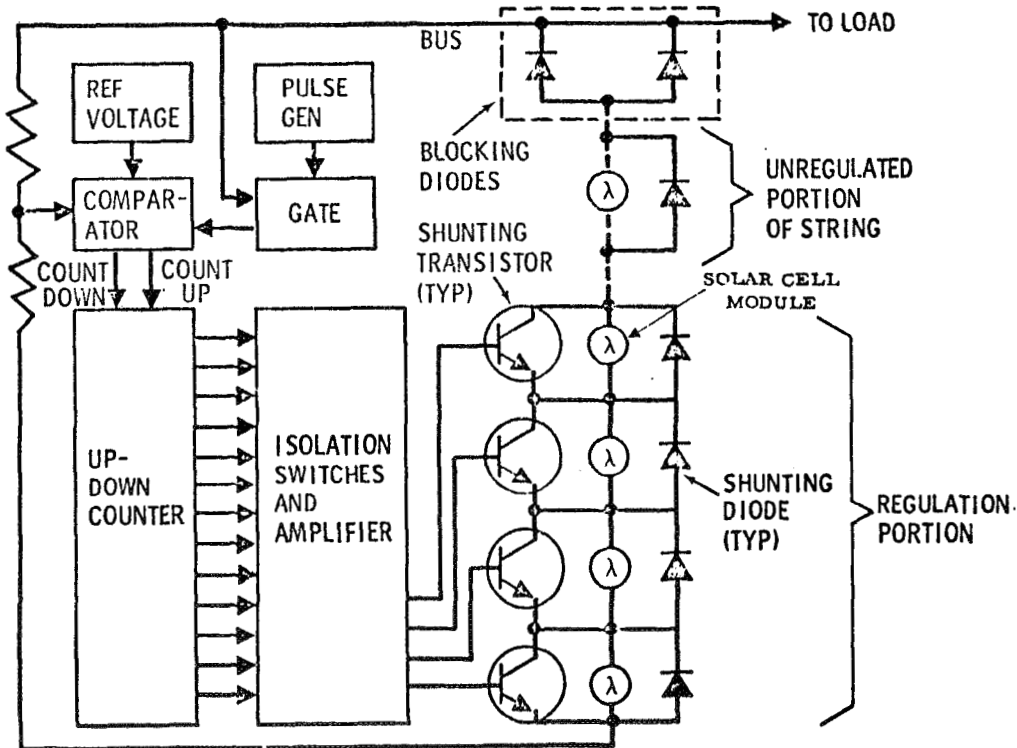 TO LOAD
BUS
REF
VOLTAGE
PULSE
GEN
BLOCKING
DIODES
UNREGULATED
PORTION
OF STRING
λ
COMPAR-
ATOR
GATE
SHUNTING
TRANSISTOR
(TYP)
COUNT
DOWN
COUNT
UP
SOLAR CELL
MODULE
λ
UP-
DOWN
COUNTER
ISOLATION
SWITCHES
AND
AMPLIFIER
λ
SHUNTING
DIODE
(TYP)
REGULATION
PORTION
λ
λ